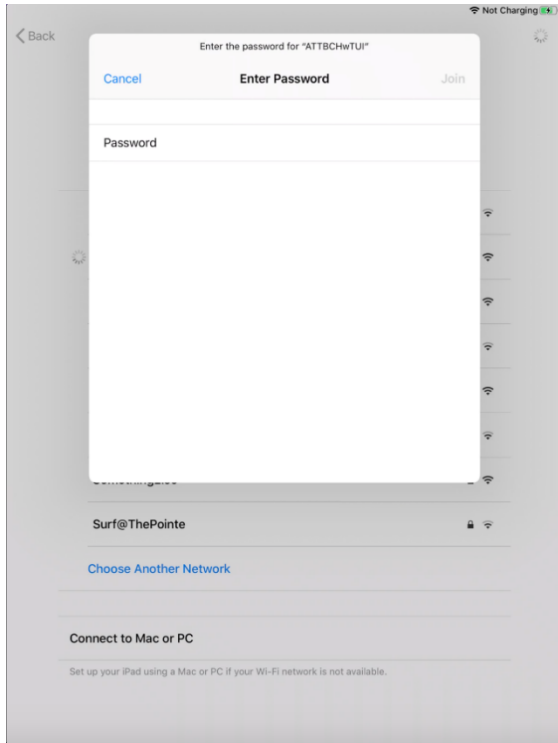 Not Charging
Back
Enter the password for "ATTBCHwTUI"
Cancel
Enter Password
Join
Password
Surf@ThePointe
Choose Another Network
Connect to Mac or PC
Set up your iPad using a Mac or PC if your Wi-Fi network is not available.